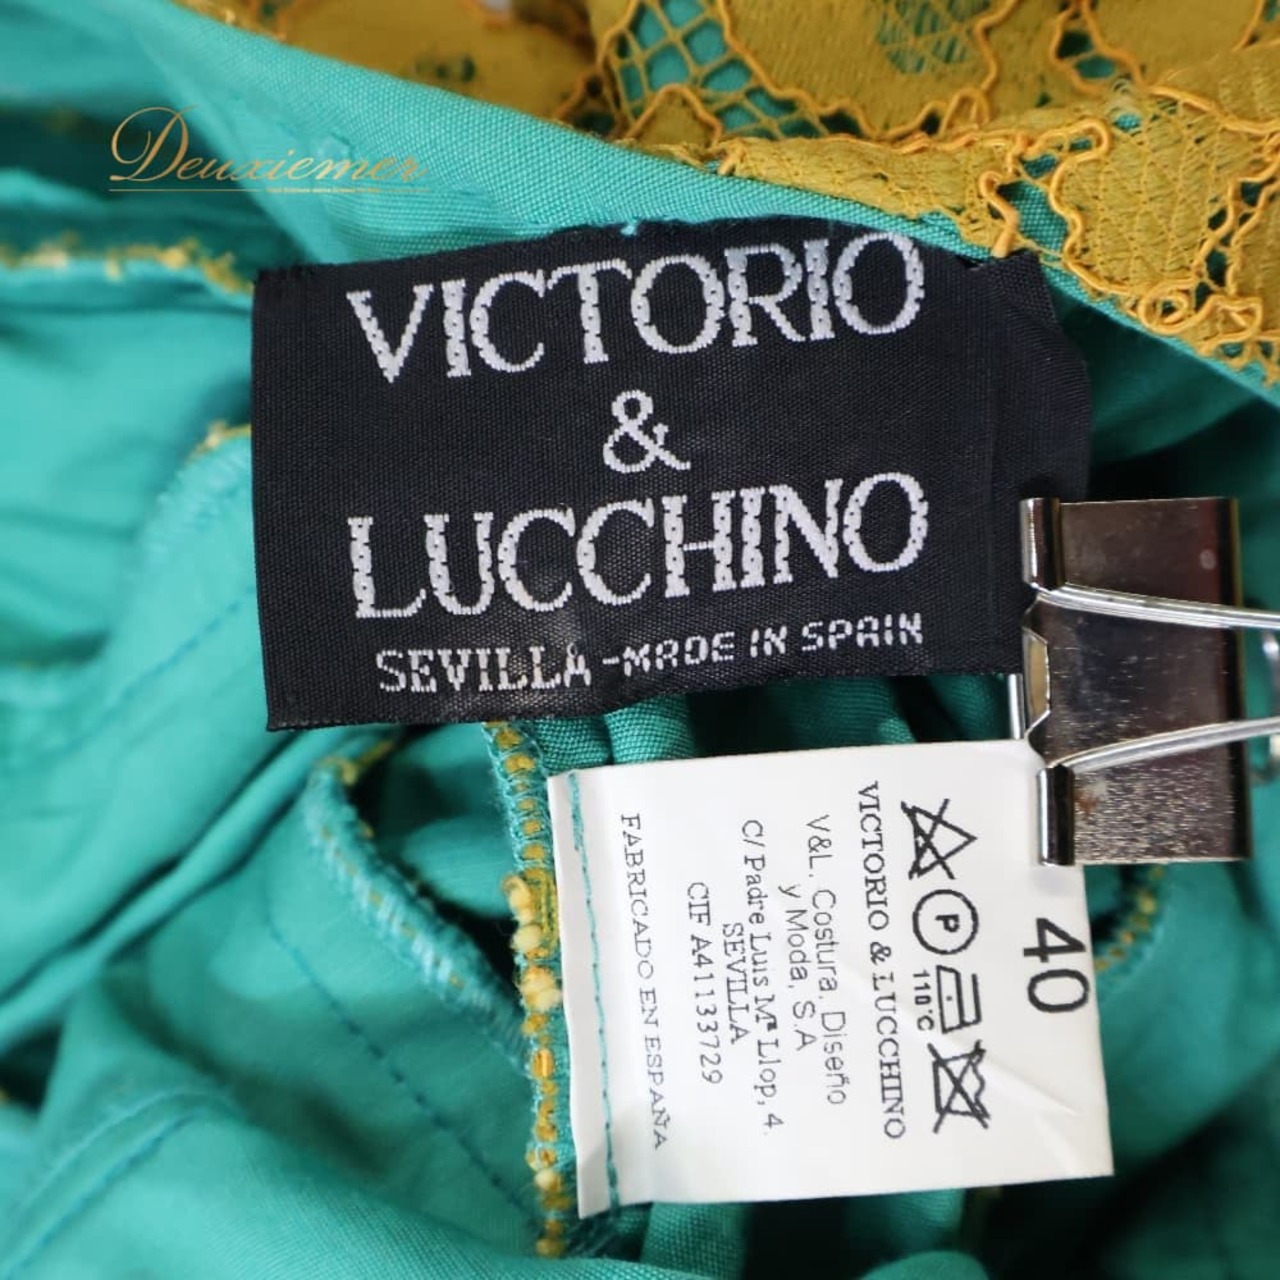 Deuxiemer
VICTORIO
&
LUCCHINO
SEVILLA-MADE IN SPAIN
40
110°C
P
VICTORIO & LUCCHINO
V&L. Costura, Diseño
y Moda, S.A
C/ Padre Luis Mª Llop, 4.
SEVILLA
CIF A41133729
FABRICADO EN ESPAÑA